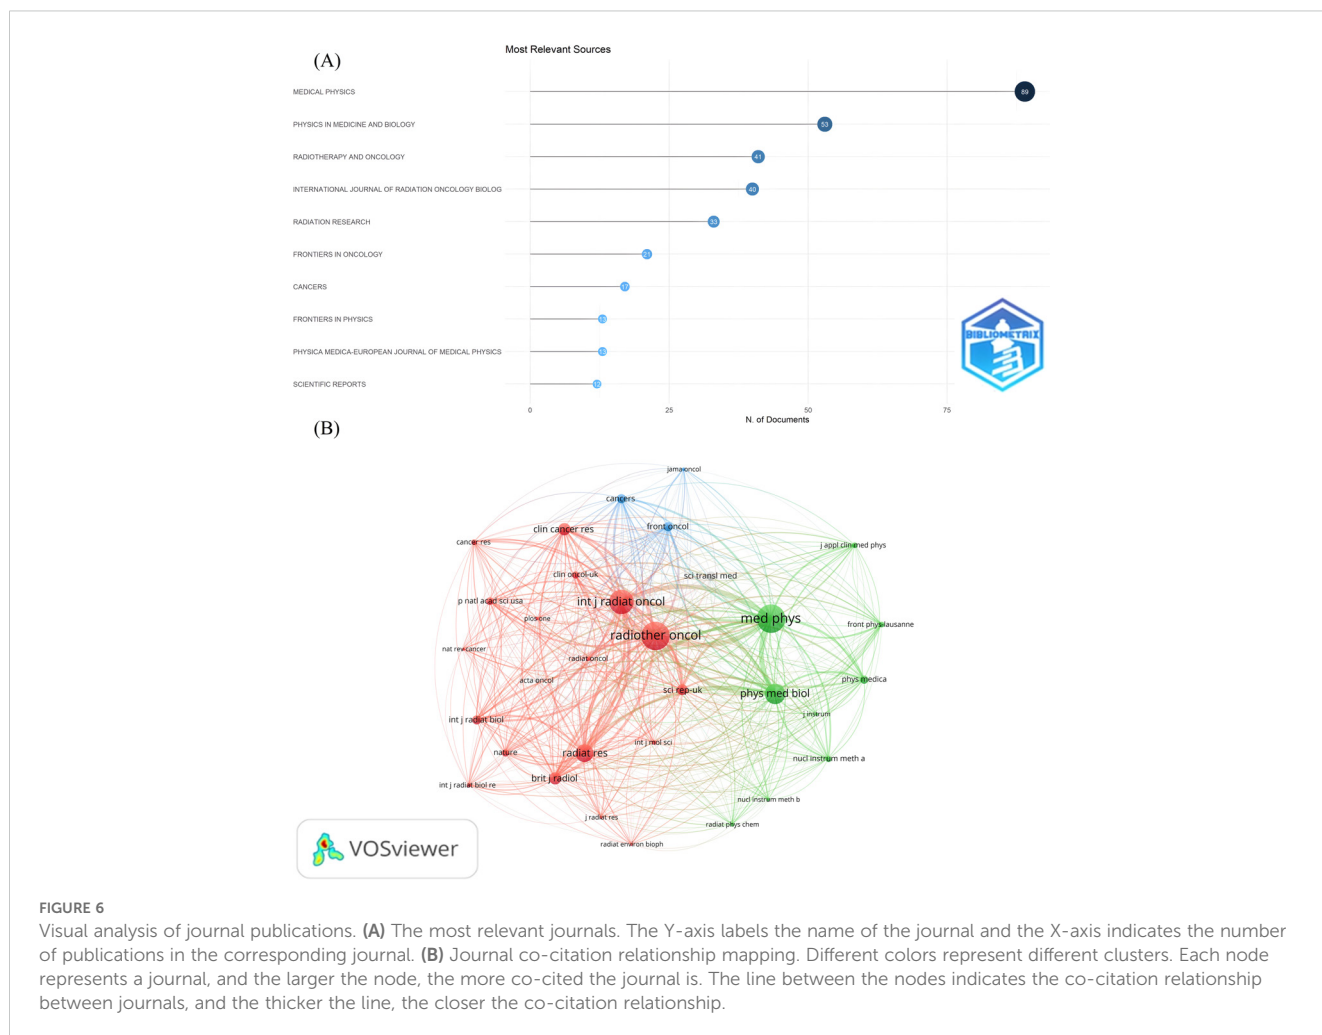 (A)
Most Relevant Sources
MEDICAL PHYSICS
89
PHYSICS IN MEDICINE AND BIOLOGY
53
RADIOTHERAPY AND ONCOLOGY
41
INTERNATIONAL JOURNAL OF RADIATION ONCOLOGY BIOLOG
40
RADIATION RESEARCH
33
FRONTIERS IN ONCOLOGY
21
CANCERS
17
FRONTIERS IN PHYSICS
13
PHYSICA MEDICA-EUROPEAN JOURNAL OF MEDICAL PHYSICS
13
SCIENTIFIC REPORTS
12
BIBLIOMETRIX
0 25 50 75
N. of Documents
(B)
jama oncol
cancers
front oncol
clin cancer res
cancer res
j appl clin med phys
clin oncol-uk
sci transl med
p natl acad sci usa
int j radiat oncol
plos one
med phys
front phys-lausanne
radiother oncol
nat rev cancer
radiat oncol
acta oncol
sci rep-uk
phys med biol
phys medica
int j radiat biol
j instrum
int j mol sci
nature
radiat res
nucl instrum meth a
brit j radiol
int j radiat biol re
nucl instrum meth b
j radiat res
radiat phys chem
radiat environ bioph
VOSviewer
FIGURE 6
Visual analysis of journal publications. (A) The most relevant journals. The Y-axis labels the name of the journal and the X-axis indicates the number
of publications in the corresponding journal. (B) Journal co-citation relationship mapping. Different colors represent different clusters. Each node
represents a journal, and the larger the node, the more co-cited the journal is. The line between the nodes indicates the co-citation relationship
between journals, and the thicker the line, the closer the co-citation relationship.